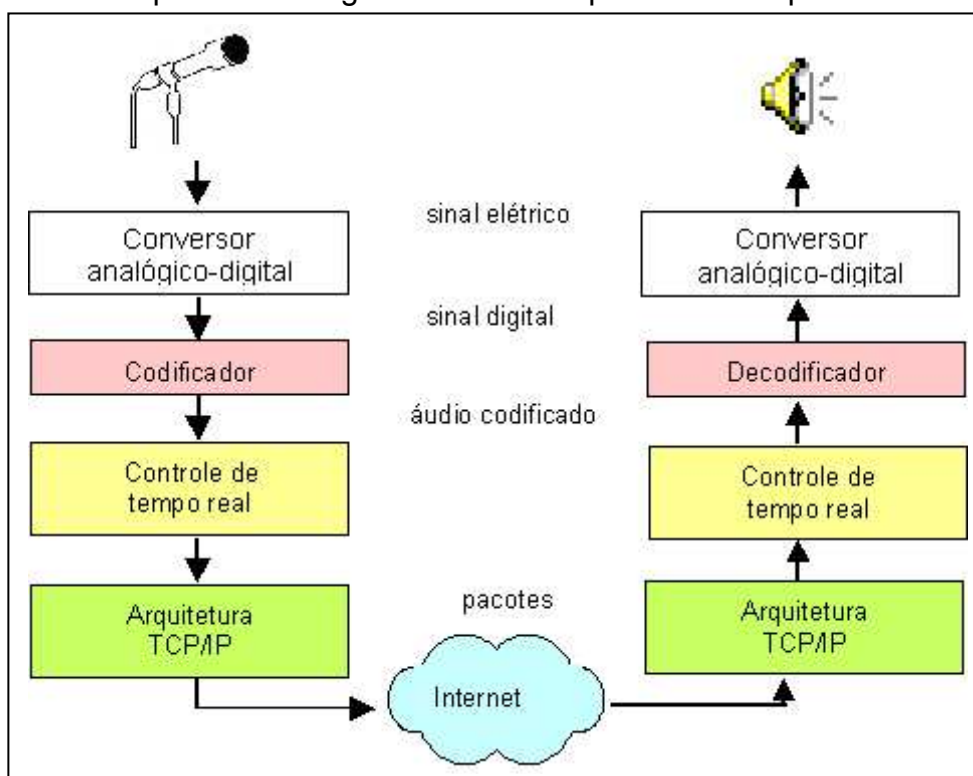 Conversor
analógico-digital
Codificador
Controle de
tempo real
Arquitetura
TCP/IP
sinal elétrico
sinal digital
áudio codificado
pacotes
Internet
Conversor
analógico-digital
Decodificador
Controle de
tempo real
Arquitetura
TCP/IP